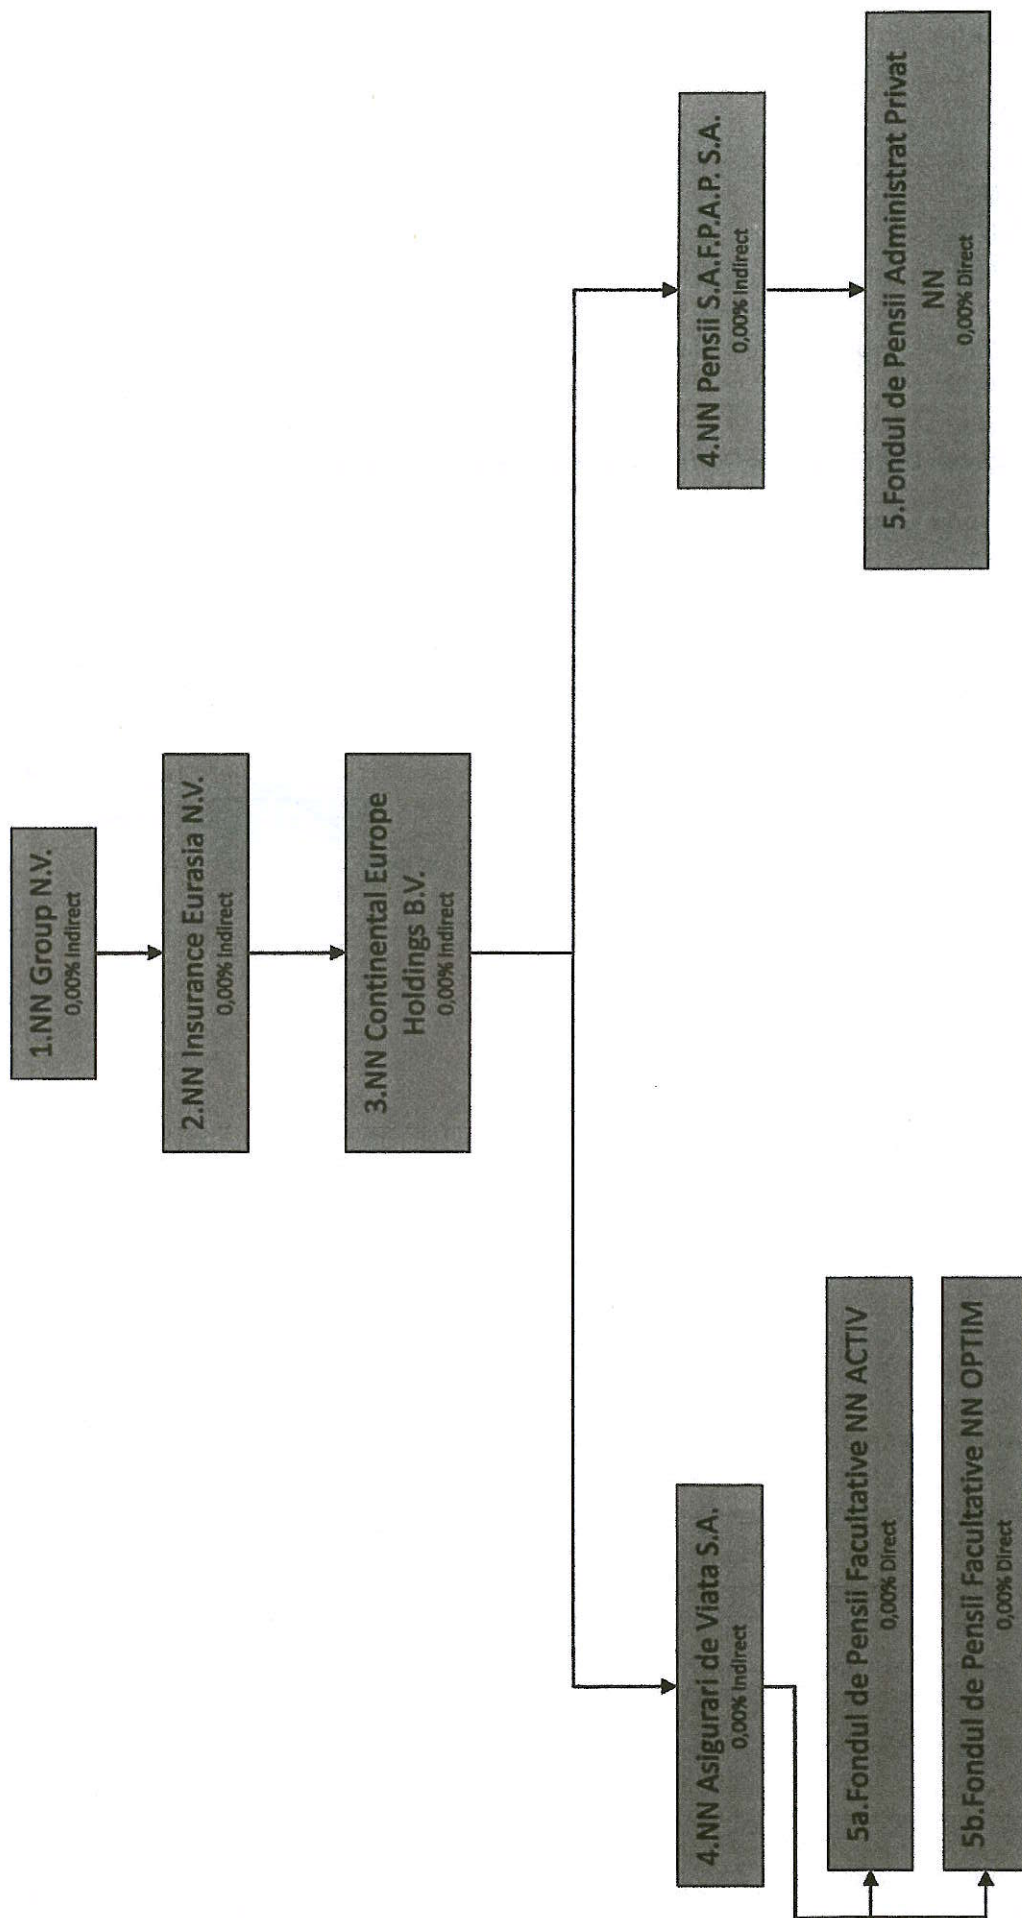 1.NN Group N.V.
0,00% Indirect
2.NN Insurance Eurasia N.V.
0,00% Indirect
3.NN Continental Europe
Holdings B.V.
0,00% Indirect
4.NN Asigurari de Viata S.A.
0,00% Indirect
5a.Fondul de Pensii Facultative NN ACTIV
0,00% Direct
5b.Fondul de Pensii Facultative NN OPTIM
0,00% Direct
4.NN Pensii S.A.F.P.A.P. S.A.
0,00% Indirect
5.Fondul de Pensii Administrat Privat
NN
0,00% Direct